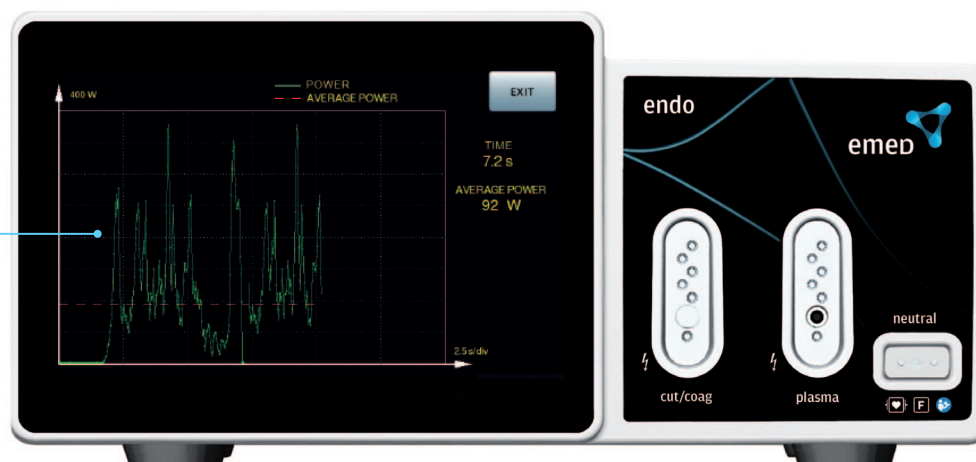 400 W
POWER
AVERAGE POWER
EXIT
TIME
7.2 s
AVERAGE POWER
92 W
2.5 s/div
endo
emed
cut/coag
plasma
neutral
F